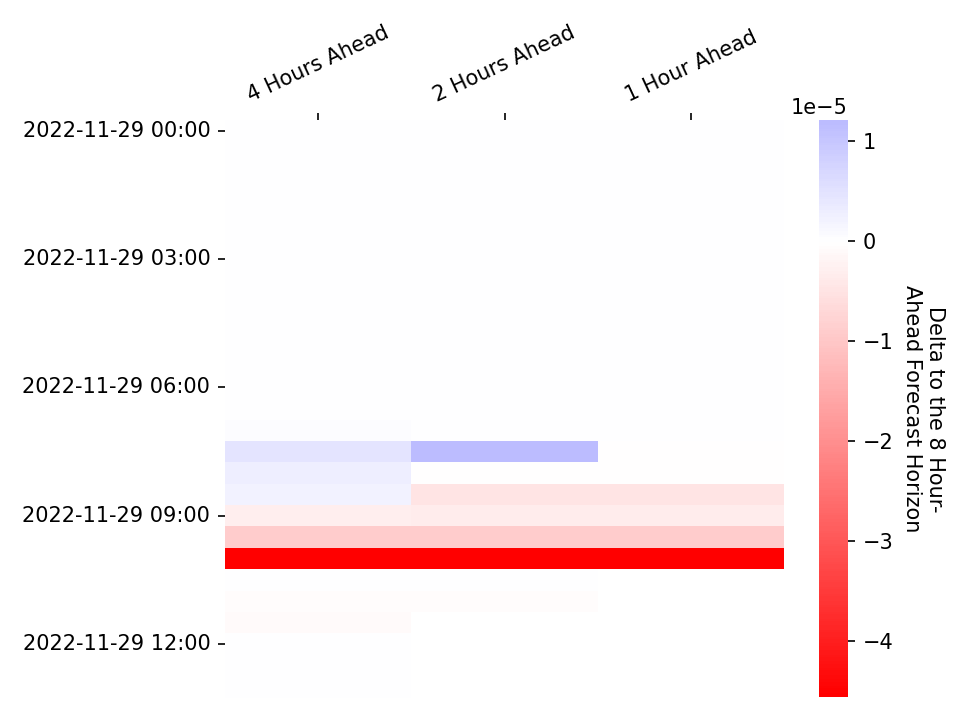 4 Hours Ahead
2 Hours Ahead
1 Hour Ahead
1e−5
2022-11-29 00:00
2022-11-29 03:00
2022-11-29 06:00
2022-11-29 09:00
2022-11-29 12:00
1
0
−1
−2
−3
−4
Delta to the 8 Hour-
Ahead Forecast Horizon